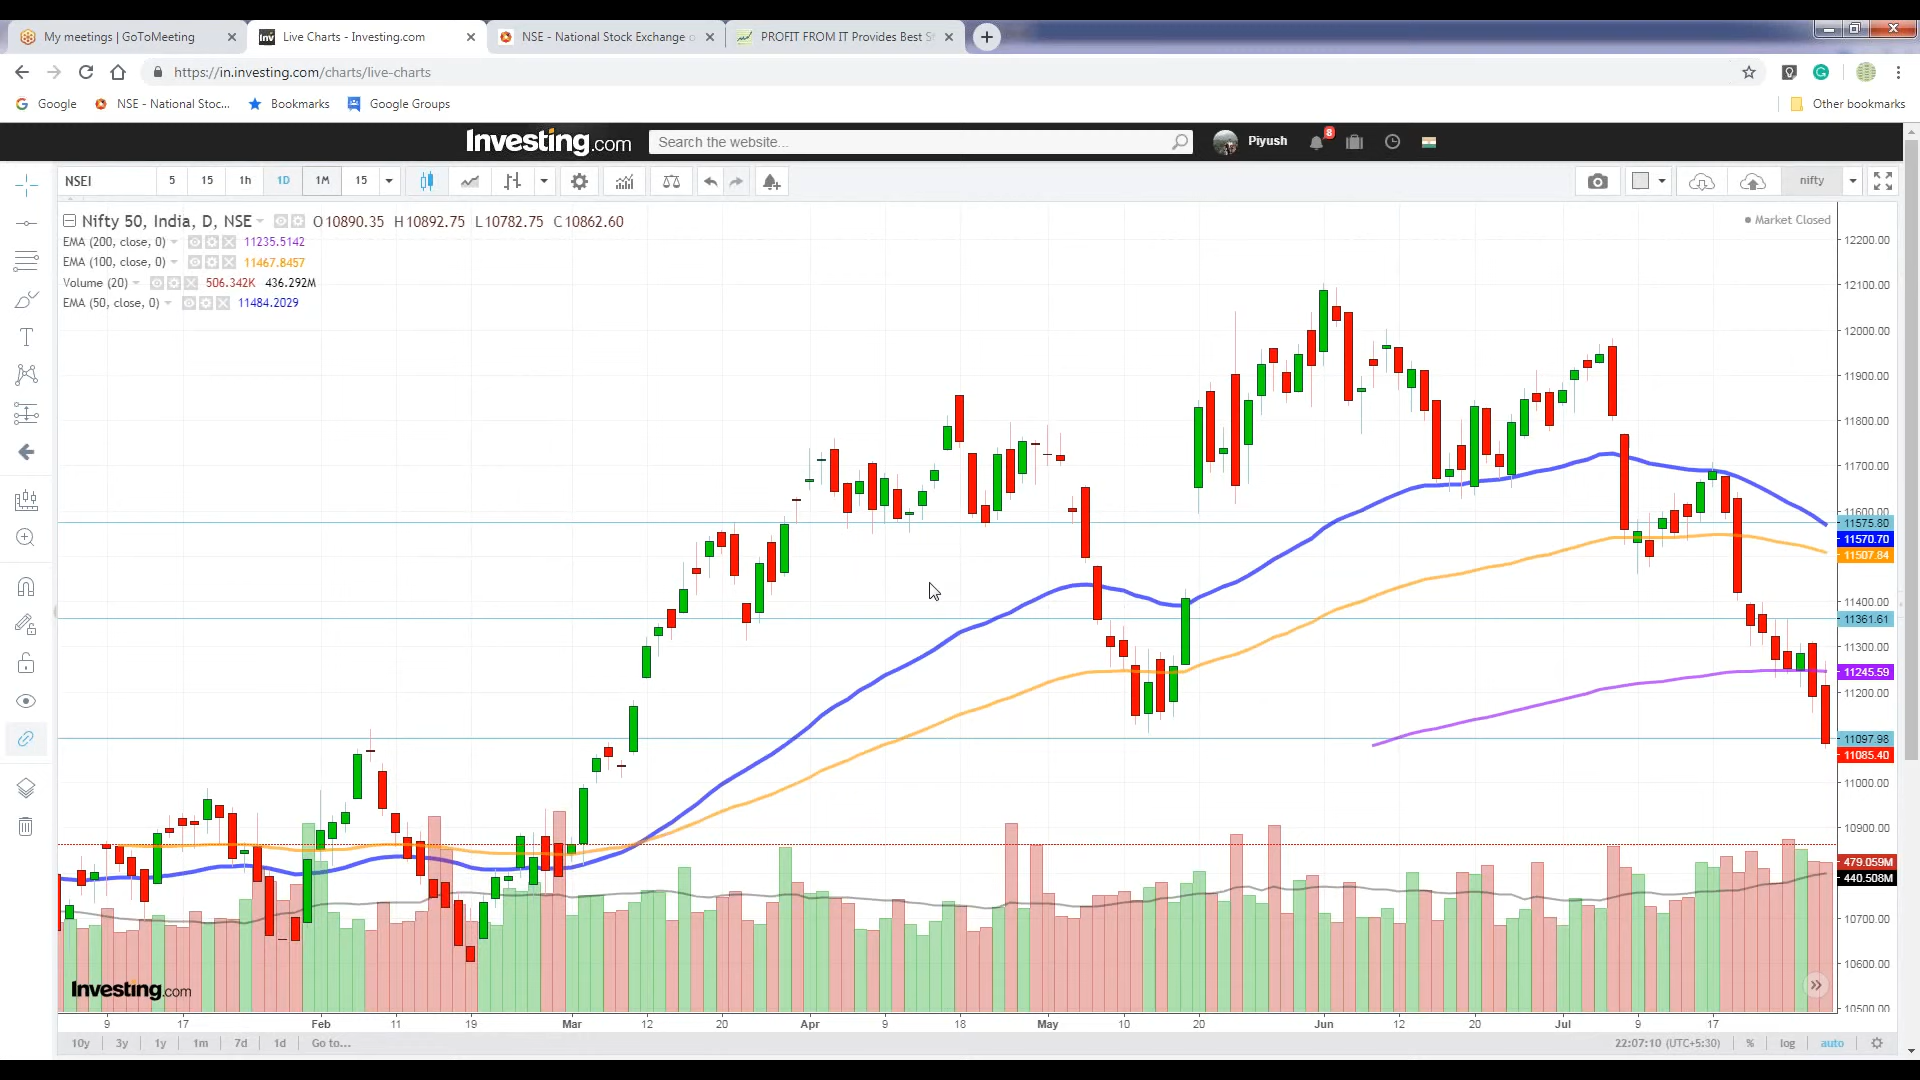 My meetings | GoToMeeting
Live Charts - Investing.com
NSE - National Stock Exchange o
PROFIT FROM IT Provides Best St
https://in.investing.com/charts/live-charts
Google
NSE - National Stoc...
Bookmarks
Google Groups
Other bookmarks
Investing.com
Search the website...
Piyush
8
NSEI
5
15
1h
1D
1M
15
nifty
Nifty 50, India, D, NSE
O10890.35 H10892.75 L10782.75 C10862.60
Market Closed
EMA (200, close, 0) 11235.5142
EMA (100, close, 0) 11467.8457
Volume (20) 506.342K 436.292M
EMA (50, close, 0) 11484.2029
12200.00
12100.00
12000.00
11900.00
11800.00
11700.00
11600.00
11575.80
11570.70
11507.84
11400.00
11361.61
11300.00
11245.59
11200.00
11097.98
11085.40
11000.00
10900.00
479.059M
440.508M
10700.00
10600.00
10500.00
Investing.com
9 17 Feb 11 19 Mar 12 20 Apr 9 18 May 10 20 Jun 12 20 Jul 9 17
10y 3y 1y 1m 7d 1d Go to...
22:07:10 (UTC+5:30) % log auto